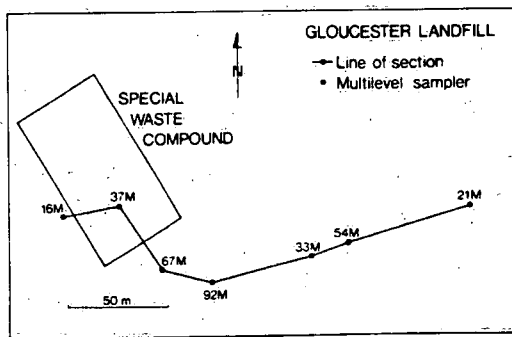 GLOUCESTER LANDFILL
Line of section
Multilevel sampler
N
SPECIAL
WASTE
COMPOUND
16M
37M
67M
92M
33M
54M
21M
50 m